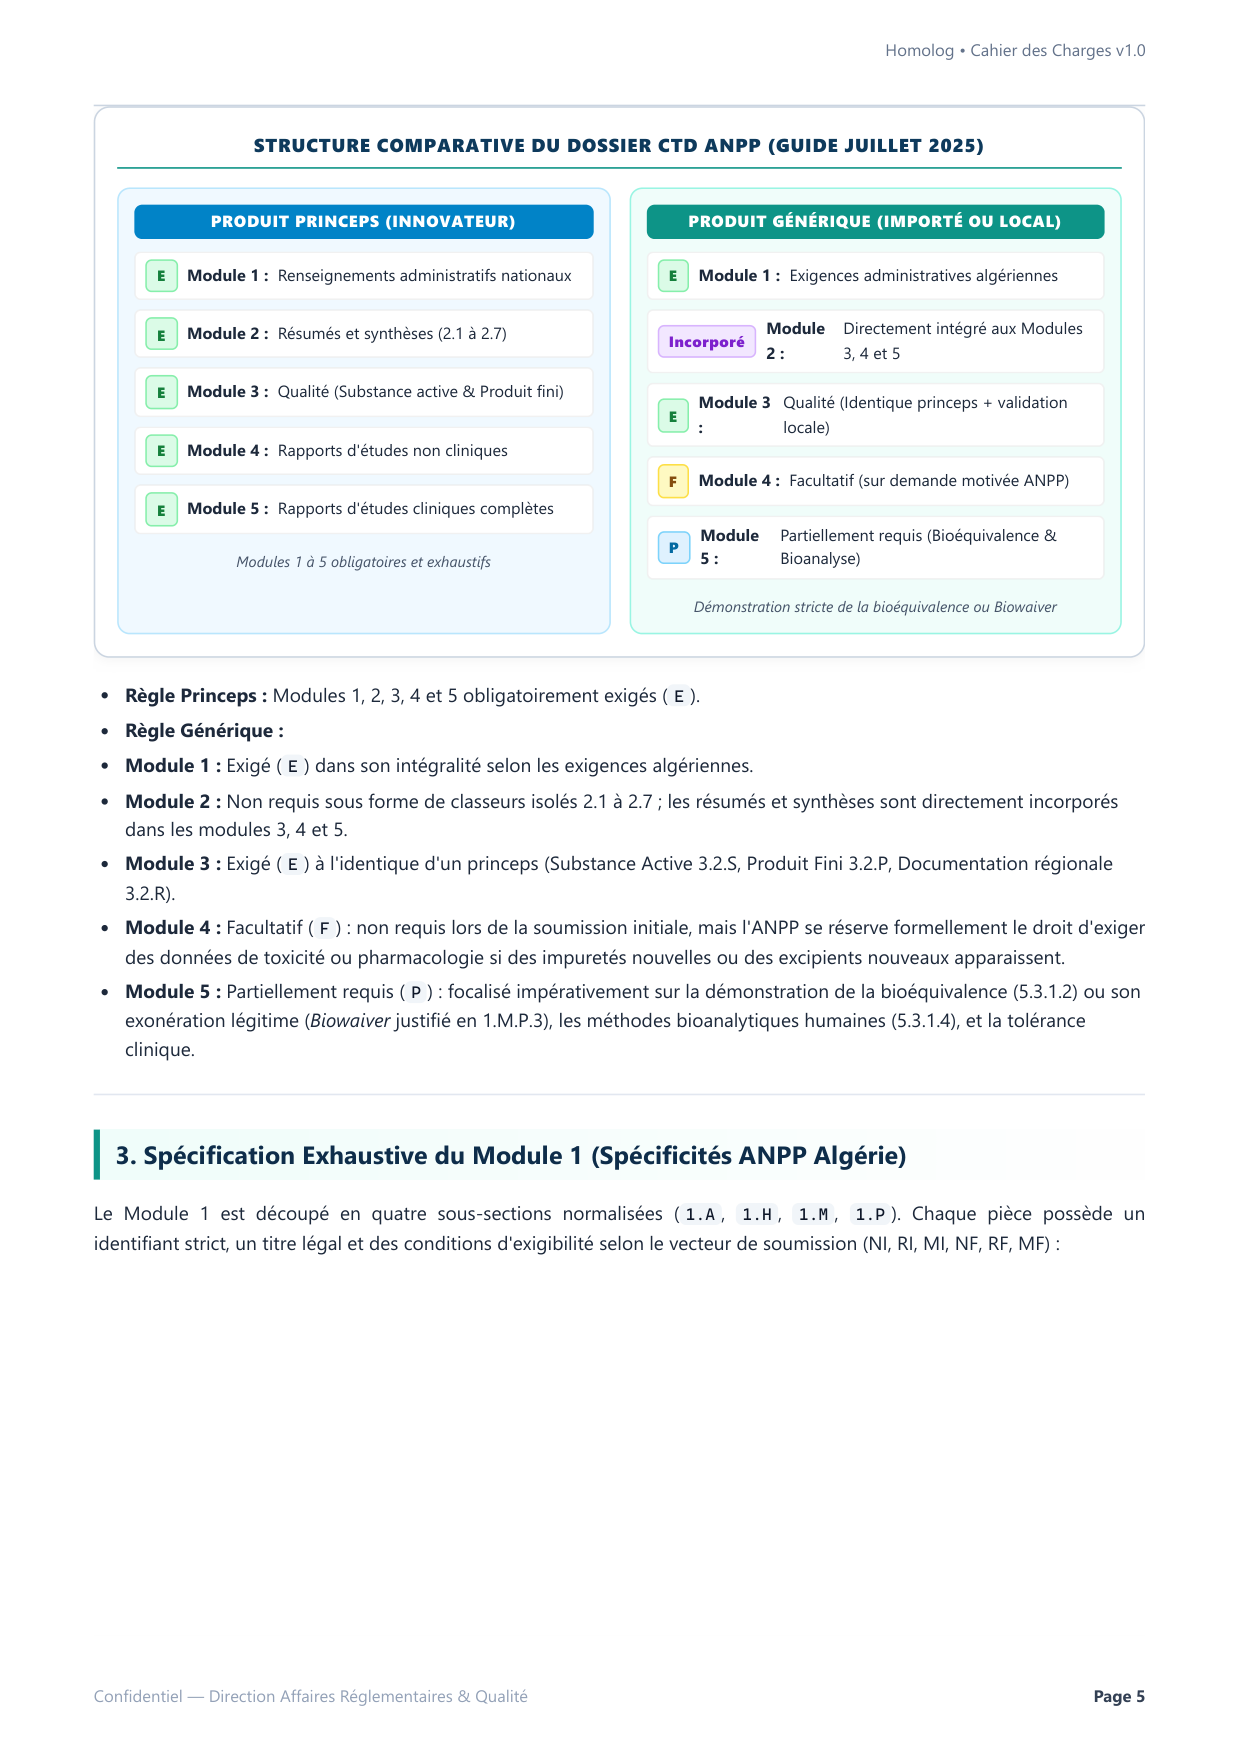 Homolog • Cahier des Charges v1.0
STRUCTURE COMPARATIVE DU DOSSIER CTD ANPP (GUIDE JUILLET 2025)
PRODUIT PRINCEPS (INNOVATEUR)
E Module 1 : Renseignements administratifs nationaux
E Module 2 : Résumés et synthèses (2.1 à 2.7)
E Module 3 : Qualité (Substance active & Produit fini)
E Module 4 : Rapports d'études non cliniques
E Module 5 : Rapports d'études cliniques complètes
Modules 1 à 5 obligatoires et exhaustifs
PRODUIT GÉNÉRIQUE (IMPORTÉ OU LOCAL)
E Module 1 : Exigences administratives algériennes
Incorporé Module 2 : Directement intégré aux Modules
3, 4 et 5
E Module 3 : Qualité (Identique princeps + validation
locale)
F Module 4 : Facultatif (sur demande motivée ANPP)
P Module 5 : Partiellement requis (Bioéquivalence &
Bioanalyse)
Démonstration stricte de la bioéquivalence ou Biowaiver
• Règle Princeps : Modules 1, 2, 3, 4 et 5 obligatoirement exigés ( E ).
• Règle Générique :
• Module 1 : Exigé ( E ) dans son intégralité selon les exigences algériennes.
• Module 2 : Non requis sous forme de classeurs isolés 2.1 à 2.7 ; les résumés et synthèses sont directement incorporés
dans les modules 3, 4 et 5.
• Module 3 : Exigé ( E ) à l'identique d'un princeps (Substance Active 3.2.S, Produit Fini 3.2.P, Documentation régionale
3.2.R).
• Module 4 : Facultatif ( F ) : non requis lors de la soumission initiale, mais l'ANPP se réserve formellement le droit d'exiger
des données de toxicité ou pharmacologie si des impuretés nouvelles ou des excipients nouveaux apparaissent.
• Module 5 : Partiellement requis ( P ) : focalisé impérativement sur la démonstration de la bioéquivalence (5.3.1.2) ou son
exonération légitime (Biowaiver justifié en 1.M.P.3), les méthodes bioanalytiques humaines (5.3.1.4), et la tolérance
clinique.
3. Spécification Exhaustive du Module 1 (Spécificités ANPP Algérie)
Le Module 1 est découpé en quatre sous-sections normalisées ( 1.A , 1.H , 1.M , 1.P ). Chaque pièce possède un
identifiant strict, un titre légal et des conditions d'exigibilité selon le vecteur de soumission (NI, RI, MI, NF, RF, MF) :
Confidentiel — Direction Affaires Réglementaires & Qualité
Page 5